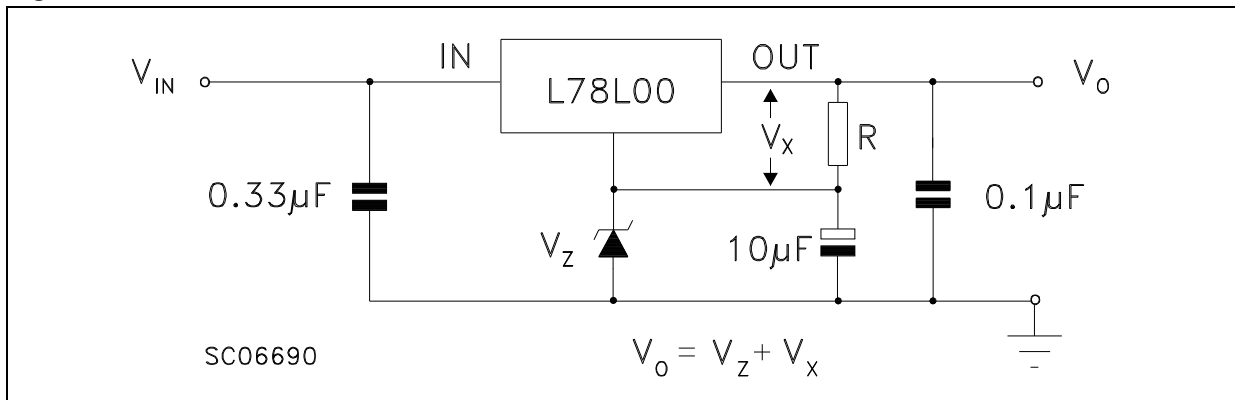 IN
OUT
V_IN
L78L00
V_O
V_X
R
0.33µF
0.1µF
V_Z
10µF
SC06690
V_O = V_Z + V_X